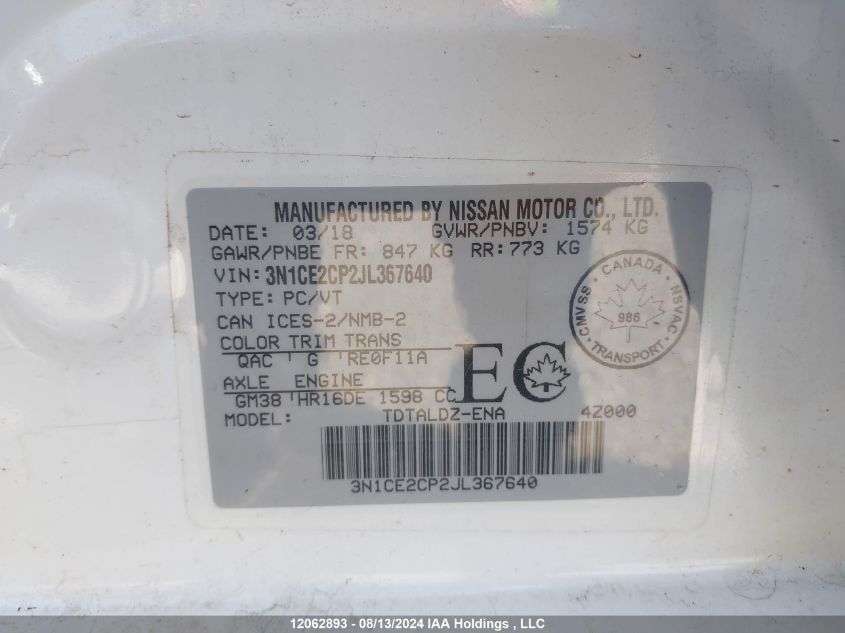 MANUFACTURED BY NISSAN MOTOR CO., LTD.
DATE: 03/18 GVWR/PNBV: 1574 KG
GAWR/PNBE FR: 847 KG RR: 773 KG
VIN: 3N1CE2CP2JL367640
TYPE: PC/VT
CAN ICES-2/NMB-2
COLOR TRIM TRANS
QAC G RE0F11A
AXLE ENGINE
GM38 HR16DE 1598 CC
EC
CANADA
CMVSS NSVAC
986
TRANSPORT
MODEL: TDTALDZ-ENA 4Z000
3N1CE2CP2JL367640
12062893 - 08/13/2024 IAA Holdings , LLC